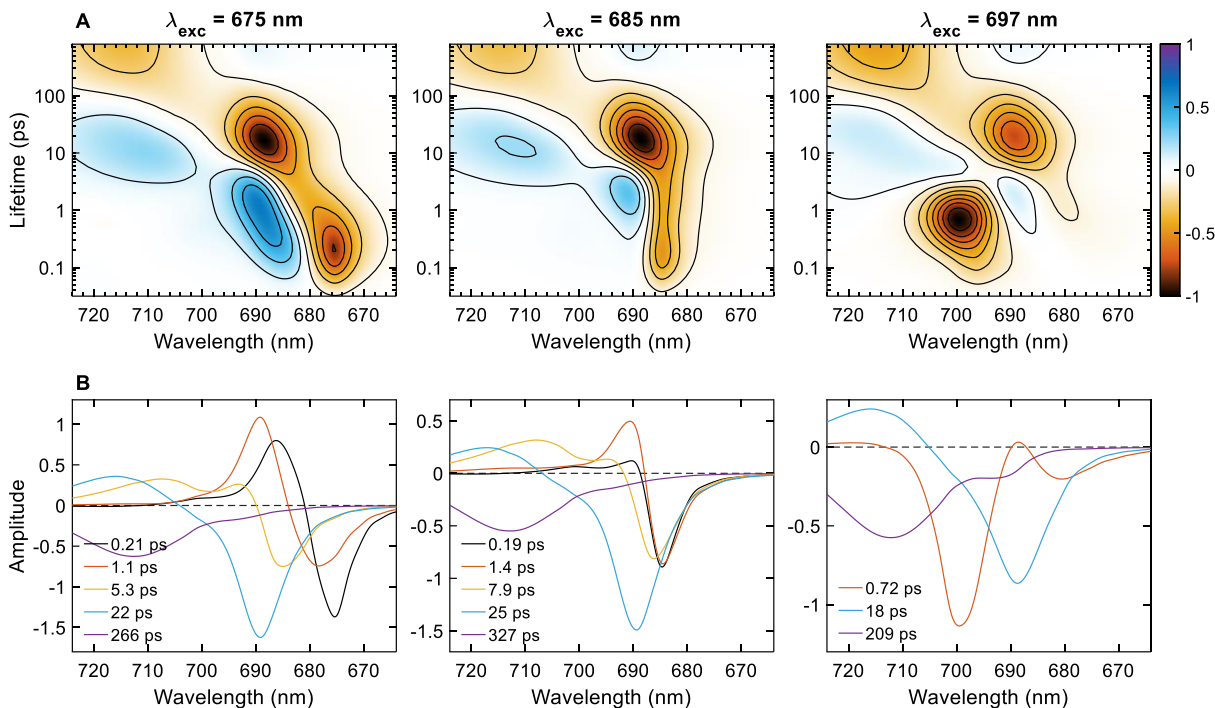 A
λexc = 675 nm
λexc = 685 nm
λexc = 697 nm
Lifetime (ps)
100
10
1
0.1
720 710 700 690 680 670
720 710 700 690 680 670
720 710 700 690 680 670
Wavelength (nm)
Wavelength (nm)
Wavelength (nm)
1
0.5
0
-0.5
-1
B
Amplitude
1
0.5
0
-0.5
-1
-1.5
0.21 ps
1.1 ps
5.3 ps
22 ps
266 ps
720 710 700 690 680 670
Wavelength (nm)
0.5
0
-0.5
-1
-1.5
0.19 ps
1.4 ps
7.9 ps
25 ps
327 ps
720 710 700 690 680 670
Wavelength (nm)
0
-0.5
-1
0.72 ps
18 ps
209 ps
720 710 700 690 680 670
Wavelength (nm)